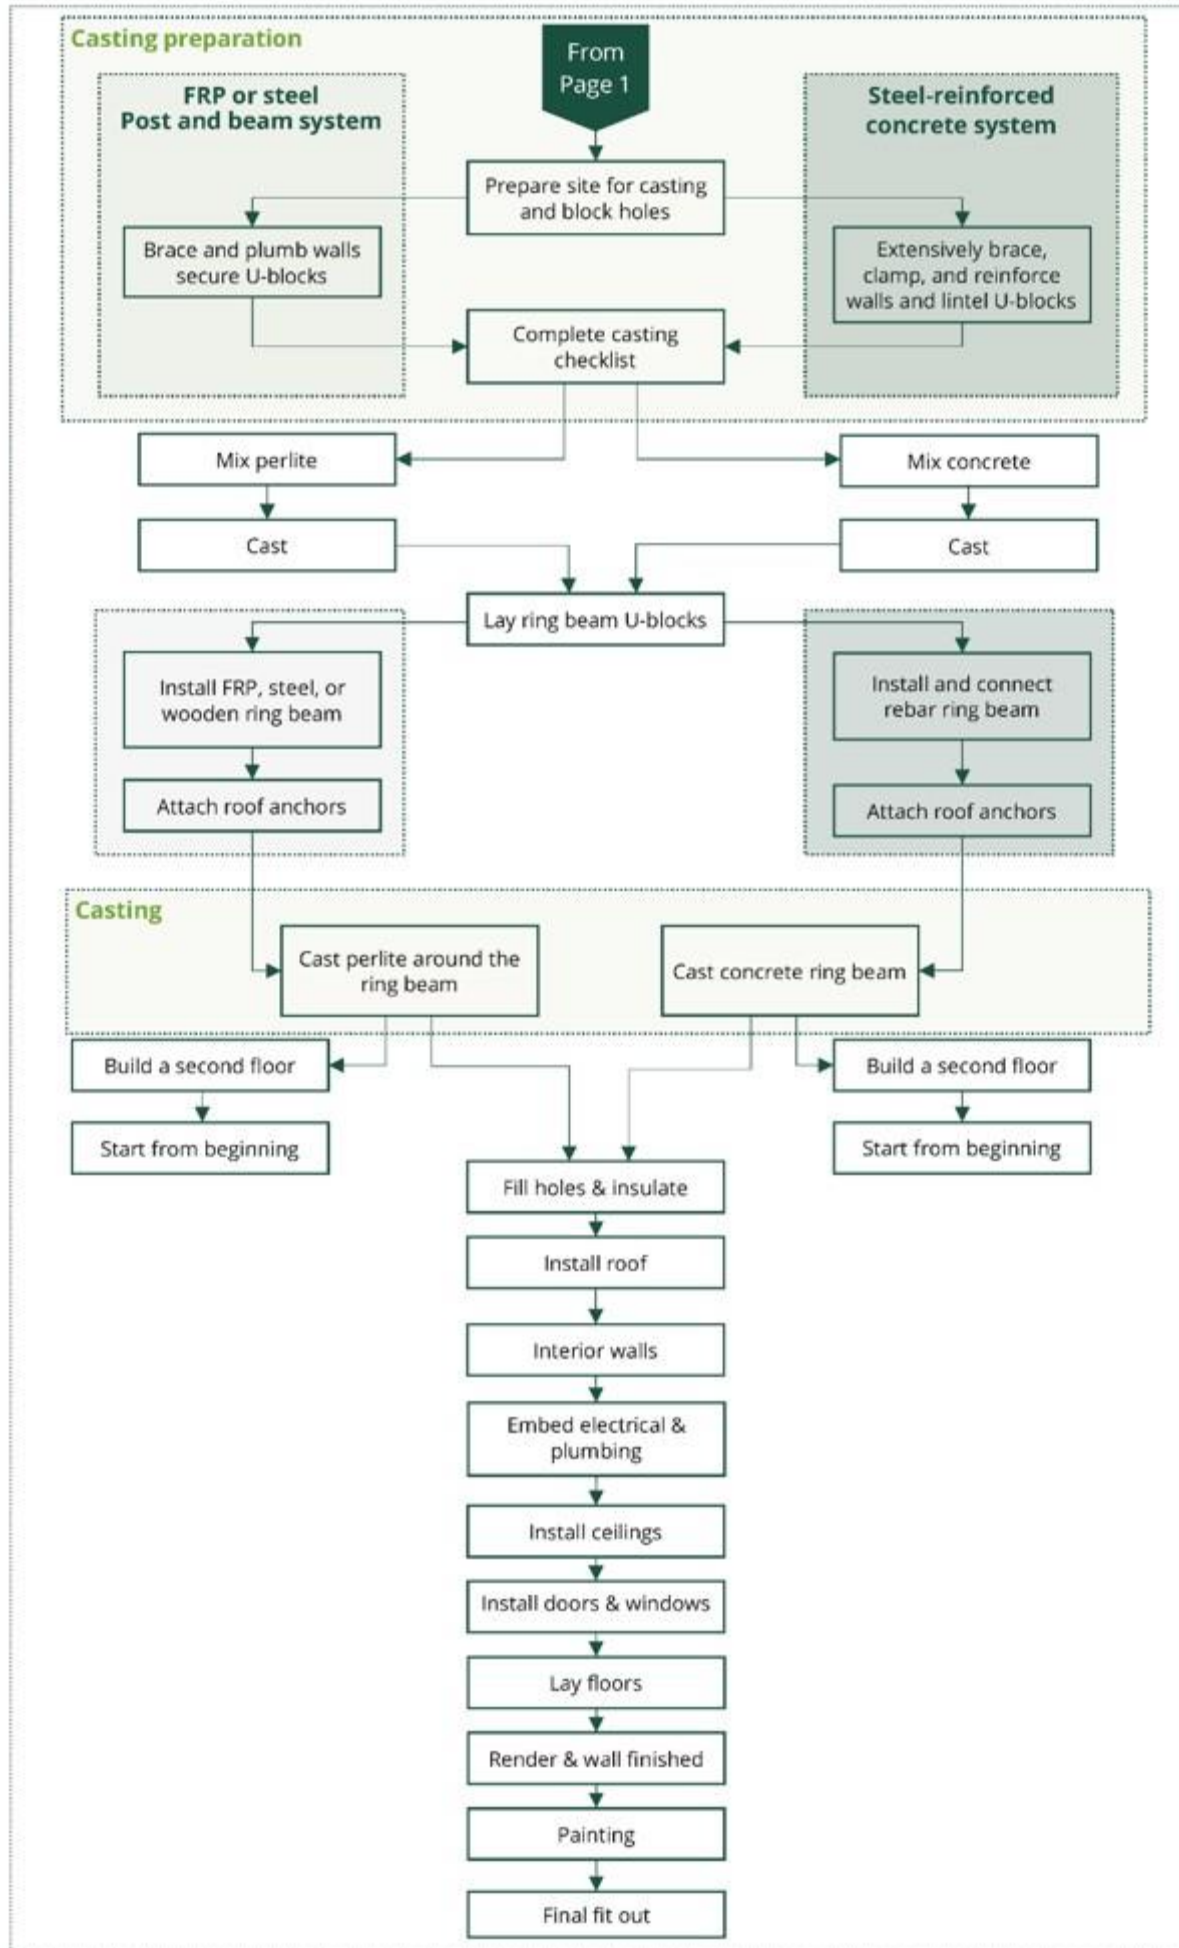 Casting preparation
From
Page 1
FRP or steel
Post and beam system
Steel-reinforced
concrete system
Prepare site for casting
and block holes
Brace and plumb walls
secure U-blocks
Extensively brace,
clamp, and reinforce
walls and lintel U-blocks
Complete casting
checklist
Mix perlite
Mix concrete
Cast
Cast
Lay ring beam U-blocks
Install FRP, steel, or
wooden ring beam
Install and connect
rebar ring beam
Attach roof anchors
Attach roof anchors
Casting
Cast perlite around the
ring beam
Cast concrete ring beam
Build a second floor
Build a second floor
Start from beginning
Start from beginning
Fill holes & insulate
Install roof
Interior walls
Embed electrical &
plumbing
Install ceilings
Install doors & windows
Lay floors
Render & wall finished
Painting
Final fit out